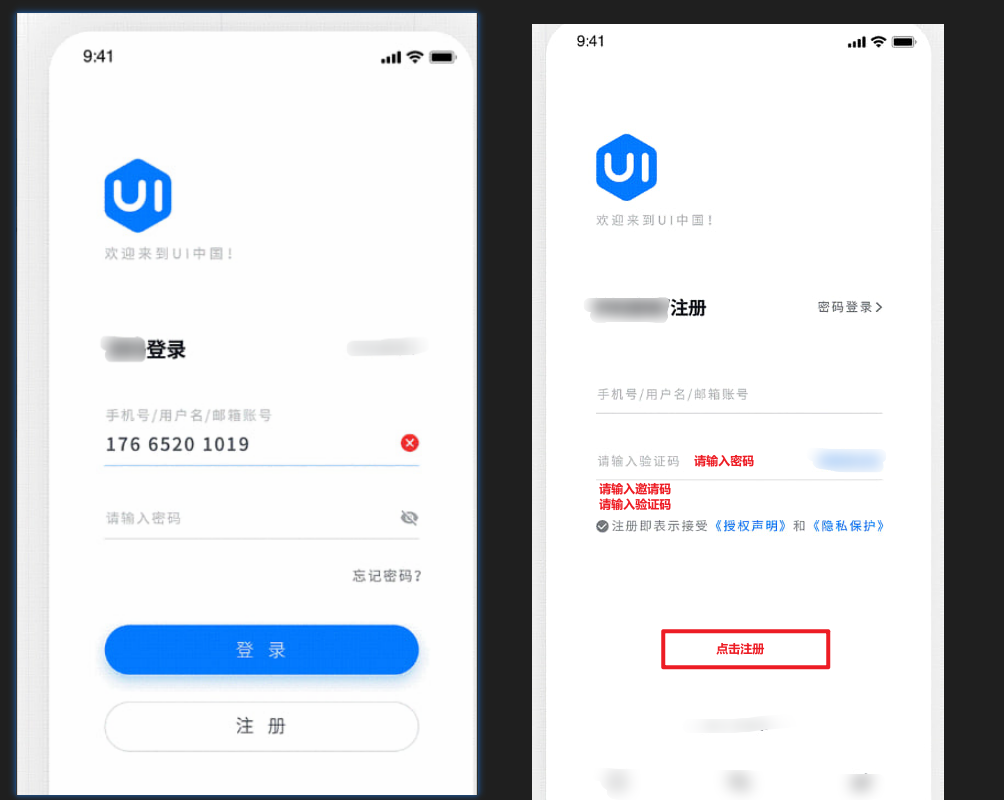 9:41
UI
欢迎来到UI中国！
登录
手机号/用户名/邮箱账号
176 6520 1019
请输入密码
忘记密码?
登 录
注 册
9:41
UI
欢迎来到UI中国！
注册
密码登录>
手机号/用户名/邮箱账号
请输入验证码 请输入密码
请输入邀请码
请输入验证码
注册即表示接受《授权声明》和《隐私保护》
点击注册